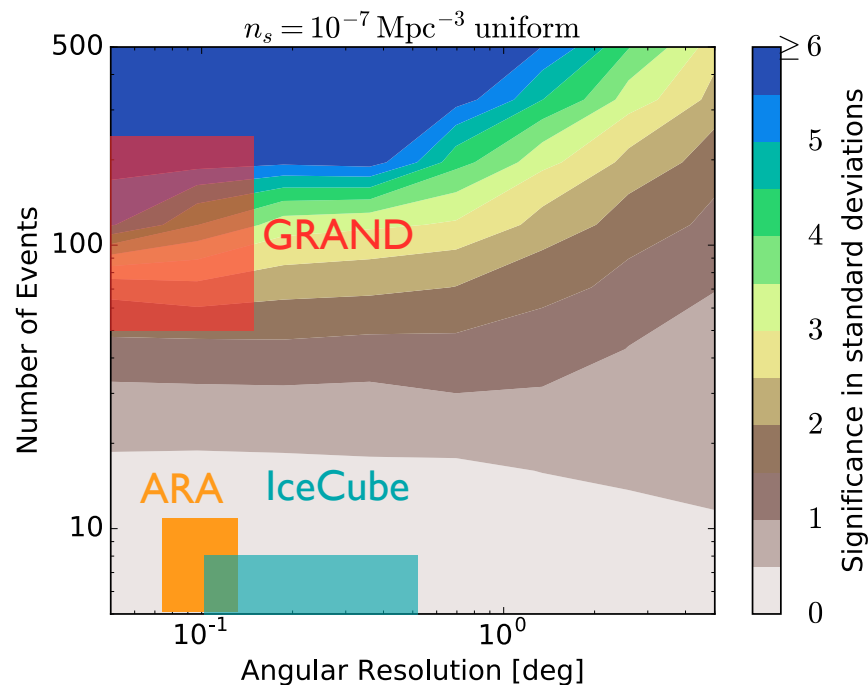 n_s = 10^{-7} Mpc^{-3} uniform
500
100
10
Number of Events
GRAND
ARA
IceCube
10^{-1}
10^{0}
Angular Resolution [deg]
≥ 6
5
4
3
2
1
0
Significance in standard deviations